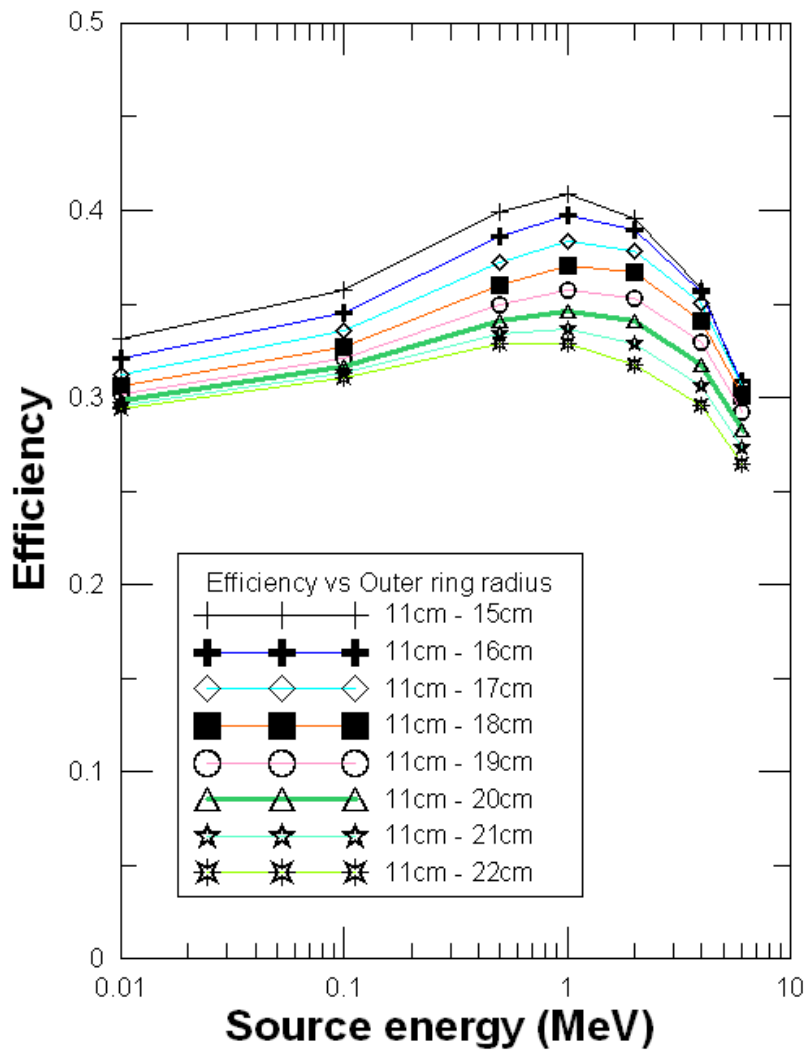 0.5
0.4
0.3
0.2
0.1
0
Efficiency
Efficiency vs Outer ring radius
11cm - 15cm
11cm - 16cm
11cm - 17cm
11cm - 18cm
11cm - 19cm
11cm - 20cm
11cm - 21cm
11cm - 22cm
0.01 0.1 1 10
Source energy (MeV)